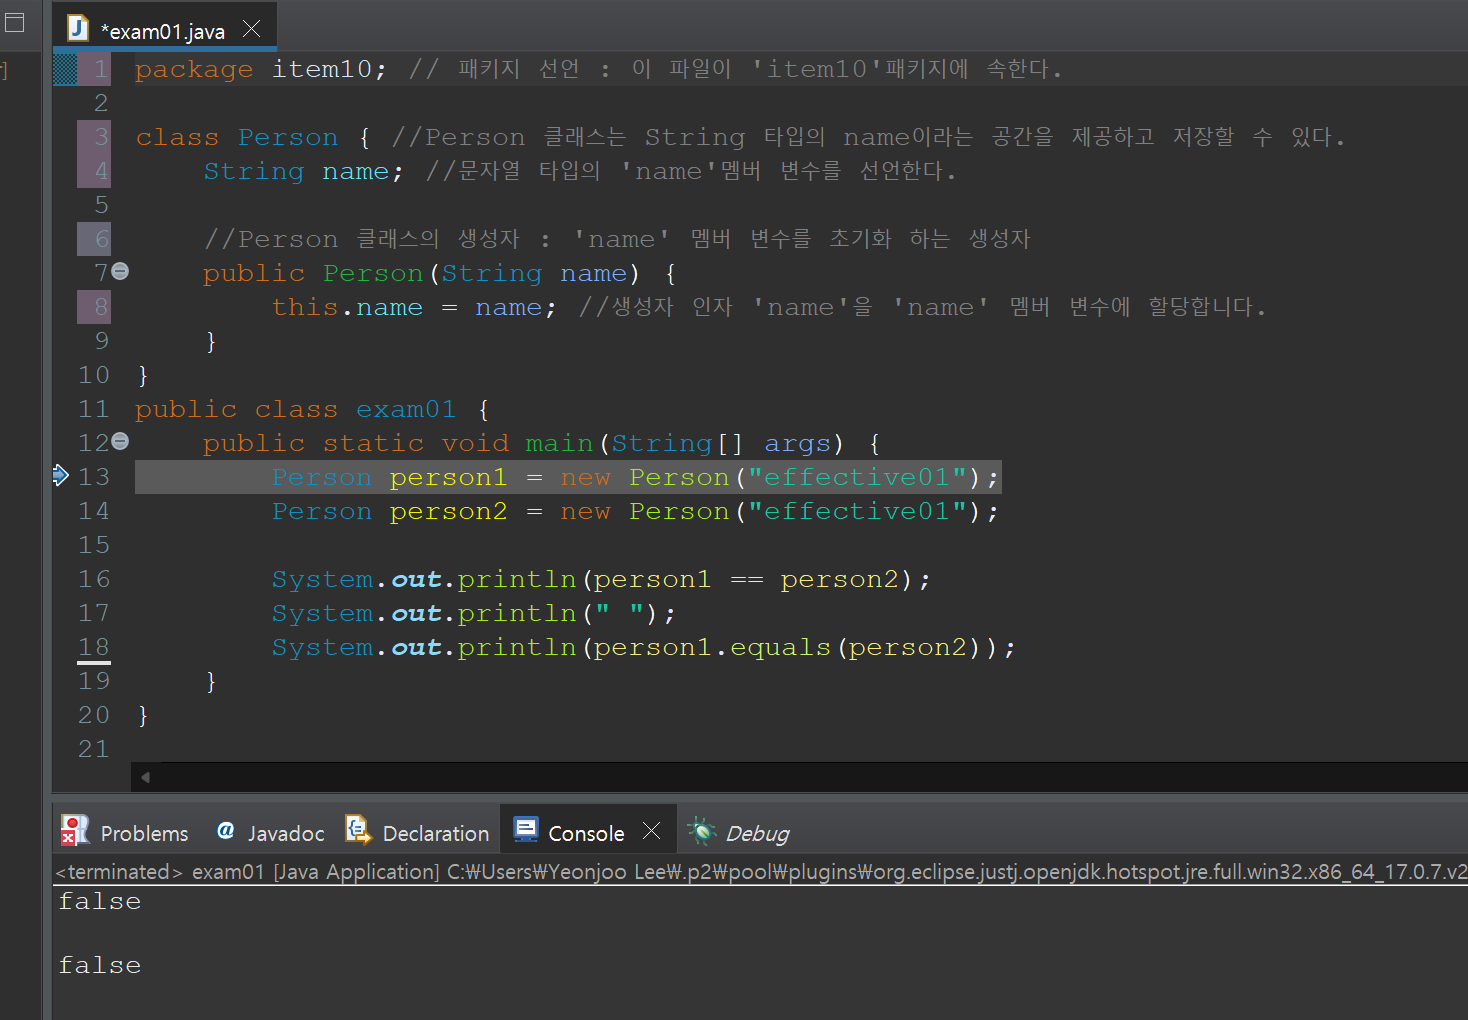 *exam01.java
1 package item10; // 패키지 선언 : 이 파일이 'item10'패키지에 속한다.
2
3 class Person { //Person 클래스는 String 타입의 name이라는 공간을 제공하고 저장할 수 있다.
4 String name; //문자열 타입의 'name'멤버 변수를 선언한다.
5
6 //Person 클래스의 생성자 : 'name' 멤버 변수를 초기화 하는 생성자
7 public Person(String name) {
8 this.name = name; //생성자 인자 'name'을 'name' 멤버 변수에 할당합니다.
9 }
10 }
11 public class exam01 {
12 public static void main(String[] args) {
13 Person person1 = new Person("effective01");
14 Person person2 = new Person("effective01");
15
16 System.out.println(person1 == person2);
17 System.out.println(" ");
18 System.out.println(person1.equals(person2));
19 }
20 }
21
Problems Javadoc Declaration Console Debug
<terminated> exam01 [Java Application] C:₩Users₩Yeonjoo Lee₩.p2₩pool₩plugins₩org.eclipse.justj.openjdk.hotspot.jre.full.win32.x86_64_17.0.7.v2
false
false